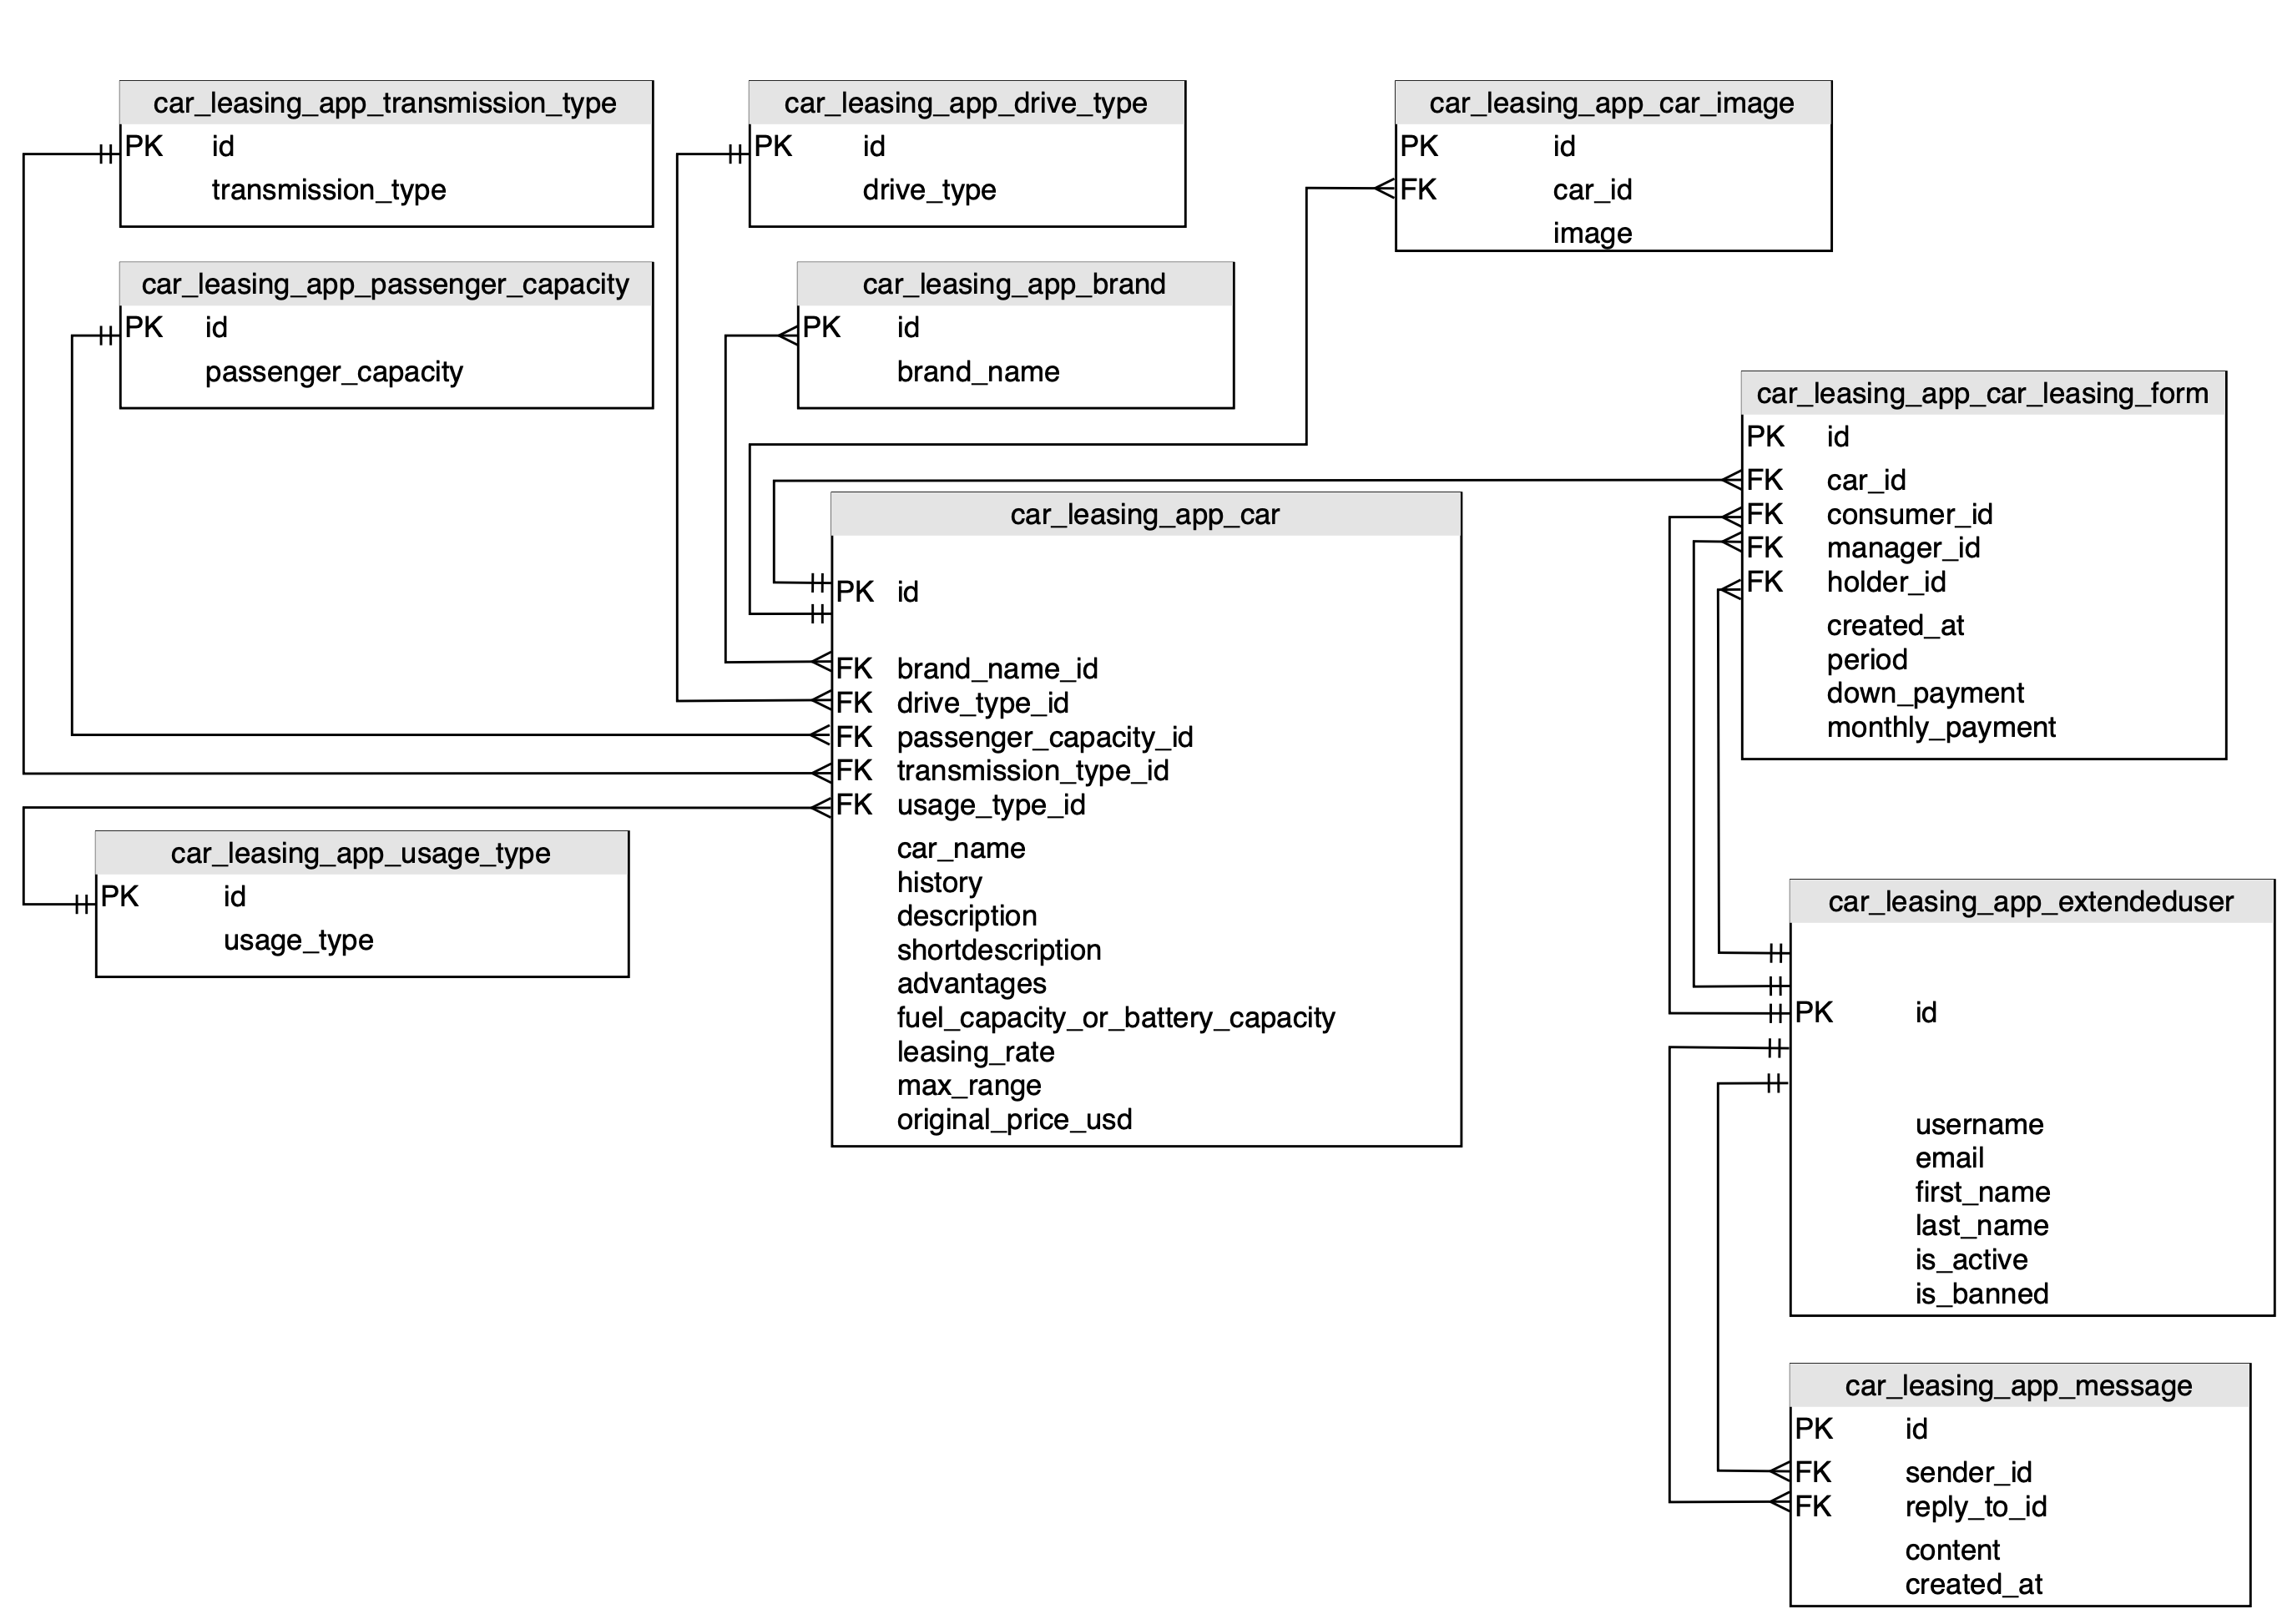 car_leasing_app_transmission_type
PK id
transmission_type
car_leasing_app_drive_type
PK id
drive_type
car_leasing_app_car_image
PK id
FK car_id
image
car_leasing_app_passenger_capacity
PK id
passenger_capacity
car_leasing_app_brand
PK id
brand_name
car_leasing_app_car_leasing_form
PK id
FK car_id
FK consumer_id
FK manager_id
FK holder_id
created_at
period
down_payment
monthly_payment
car_leasing_app_car
PK id
FK brand_name_id
FK drive_type_id
FK passenger_capacity_id
FK transmission_type_id
FK usage_type_id
car_name
history
description
shortdescription
advantages
fuel_capacity_or_battery_capacity
leasing_rate
max_range
original_price_usd
car_leasing_app_usage_type
PK id
usage_type
car_leasing_app_extendeduser
PK id
username
email
first_name
last_name
is_active
is_banned
car_leasing_app_message
PK id
FK sender_id
FK reply_to_id
content
created_at